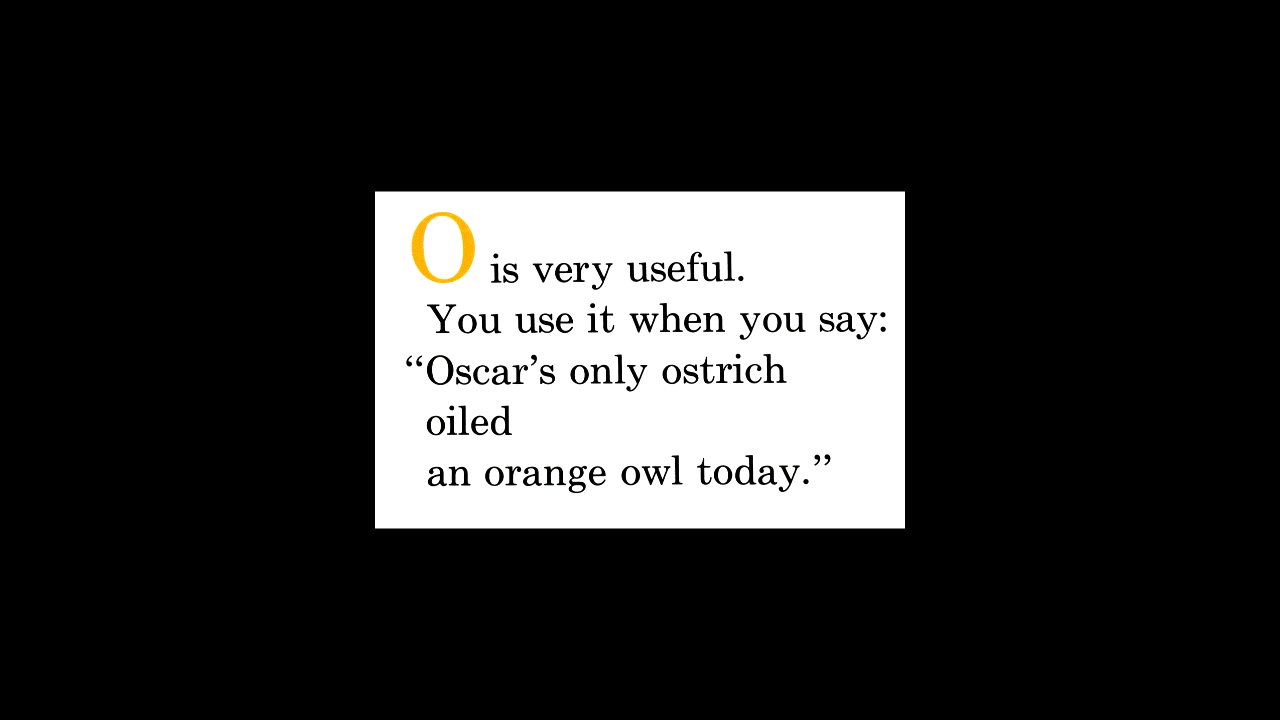 O is very useful.
You use it when you say:
“Oscar’s only ostrich
oiled
an orange owl today.”